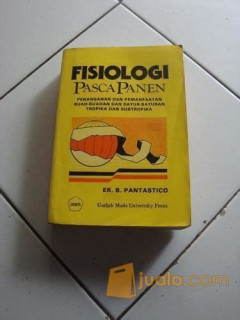 FISIOLOGI
PASCA PANEN
PENANGANAN DAN PEMANFAATAN
BUAH-BUAHAN DAN SAYUR-SAYURAN
TROPIKA DAN SUBTROPIKA
ER. B. PANTASTICO
Gadjah Mada University Press
jualo.com